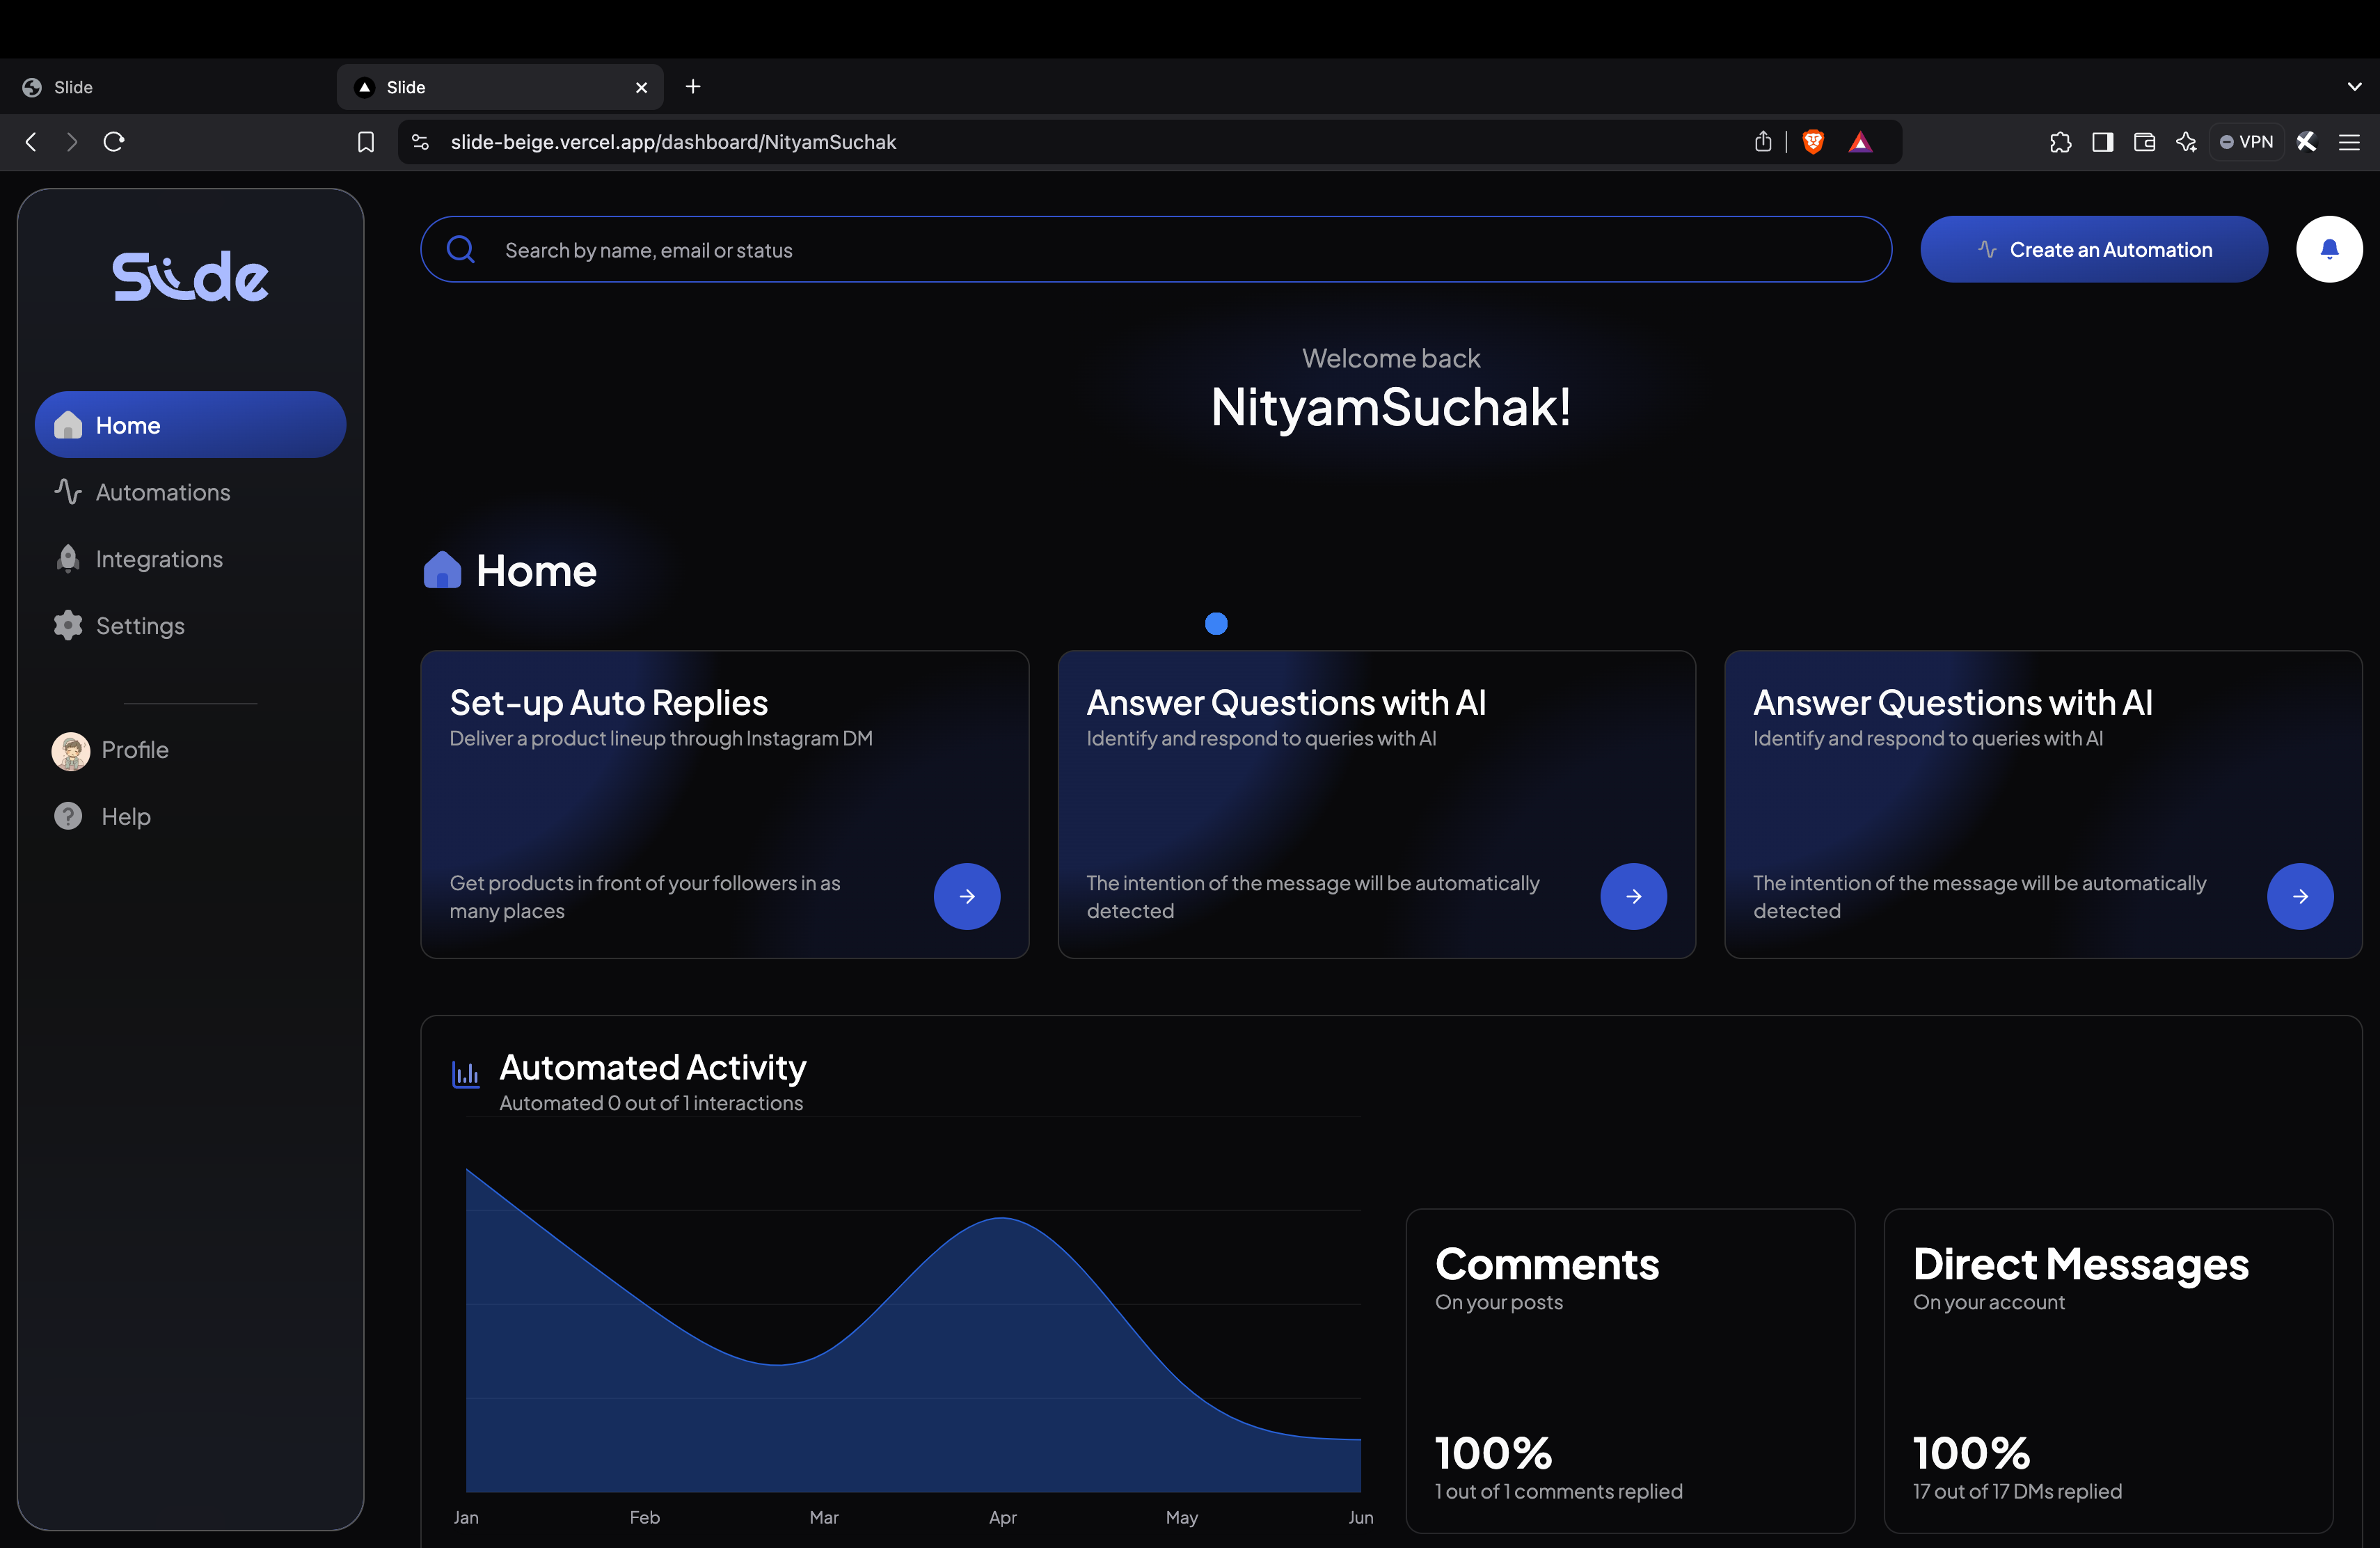 Slide
Slide
slide-beige.vercel.app/dashboard/NityamSuchak
VPN
Slide
Search by name, email or status
Create an Automation
Welcome back
NityamSuchak!
Home
Automations
Integrations
Settings
Profile
Help
Home
Set-up Auto Replies
Deliver a product lineup through Instagram DM
Get products in front of your followers in as
many places
Answer Questions with AI
Identify and respond to queries with AI
The intention of the message will be automatically
detected
Answer Questions with AI
Identify and respond to queries with AI
The intention of the message will be automatically
detected
Automated Activity
Automated 0 out of 1 interactions
Jan Feb Mar Apr May Jun
Comments
On your posts
100%
1 out of 1 comments replied
Direct Messages
On your account
100%
17 out of 17 DMs replied